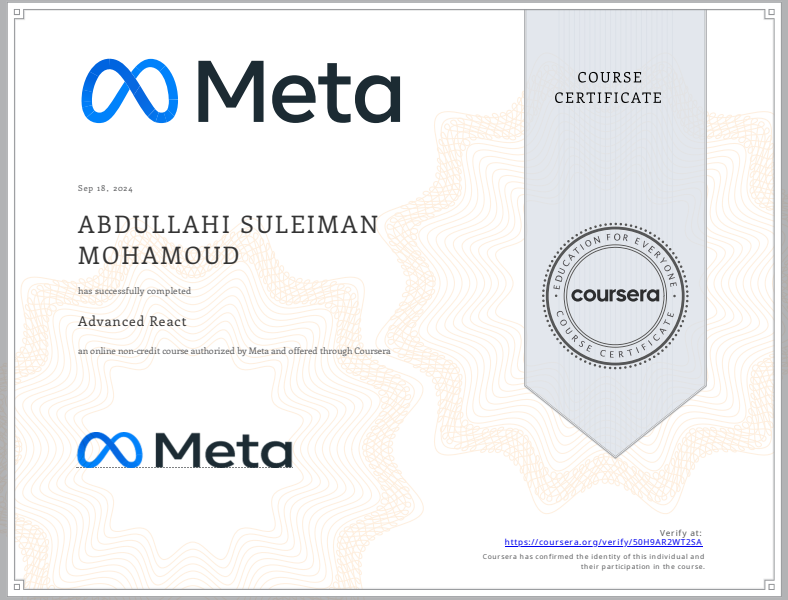 Meta
COURSE
CERTIFICATE
Sep 18, 2024
ABDULLAHI SULEIMAN
MOHAMOUD
has successfully completed
Advanced React
an online non-credit course authorized by Meta and offered through Coursera
EDUCATION FOR EVERYONE
coursera
COURSE CERTIFICATE
Meta
Verify at:
https://coursera.org/verify/50H9AR2WT2SA
Coursera has confirmed the identity of this individual and
their participation in the course.